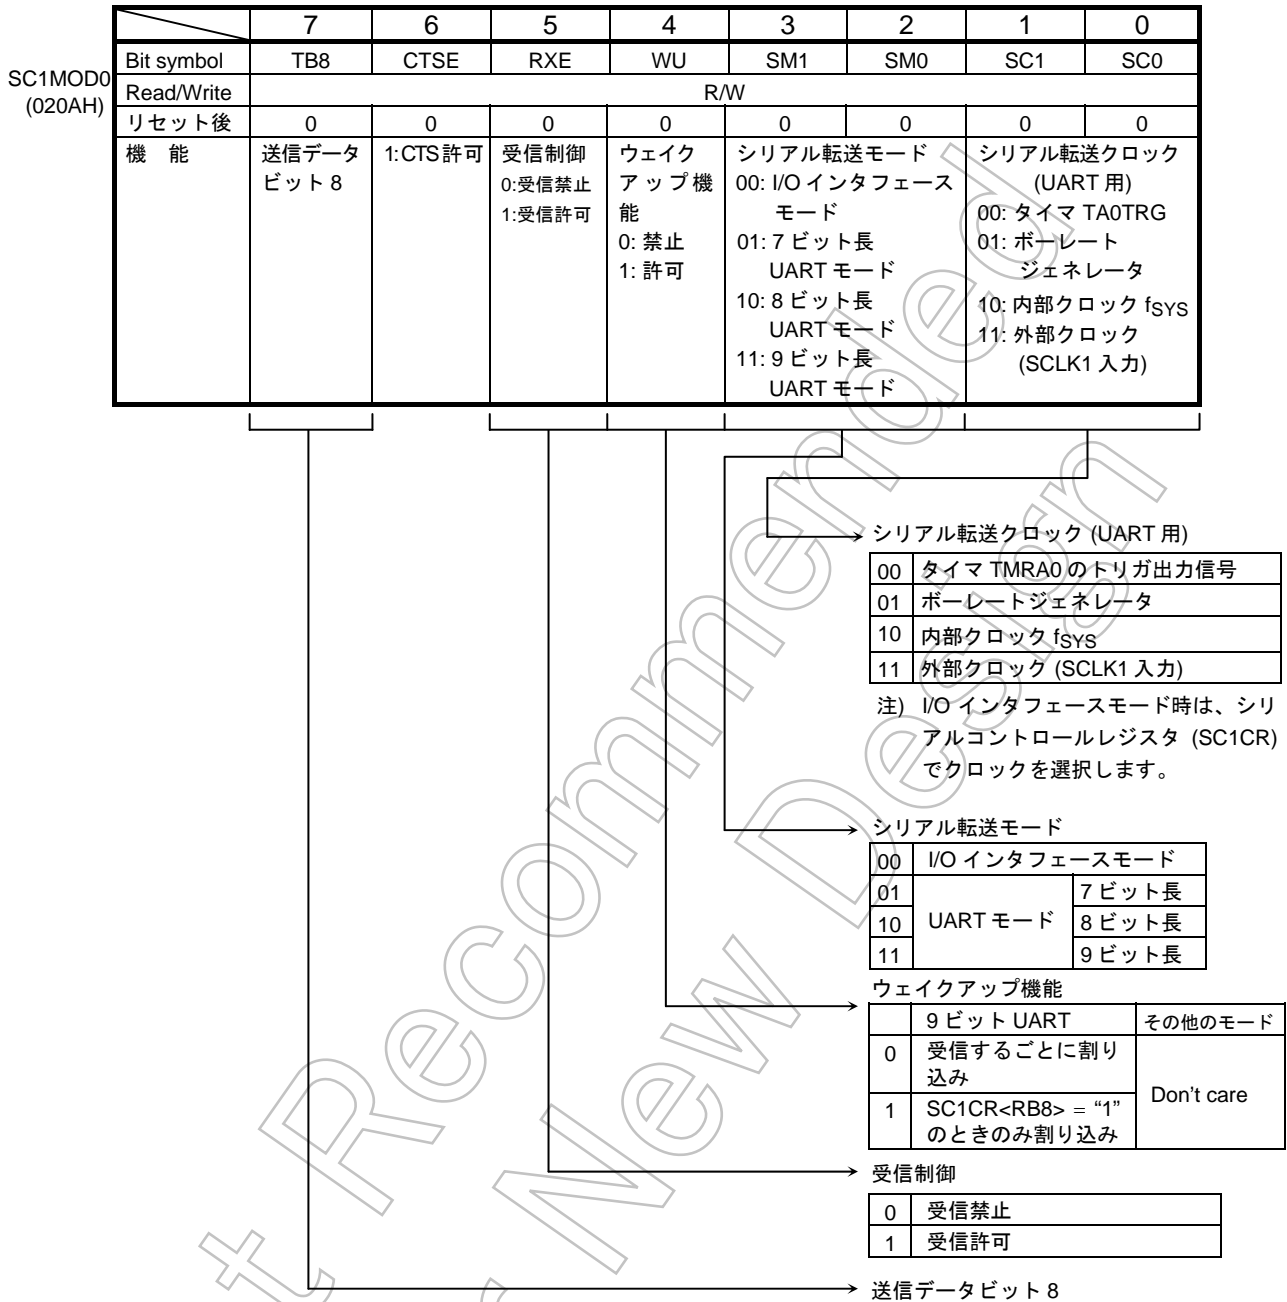 7 6 5 4 3 2 1 0
SC1MOD0
(020AH)
Bit symbol TB8 CTSE RXE WU SM1 SM0 SC1 SC0
Read/Write R/W
リセット後 0 0 0 0 0 0 0 0
機 能
送信データ
ビット 8
1:CTS許可
受信制御
0:受信禁止
1:受信許可
ウェイク
アップ機
能
0: 禁止
1: 許可
シリアル転送モード
00: I/O インタフェース
モード
01: 7 ビット長
UART モード
10: 8 ビット長
UART モード
11: 9 ビット長
UART モード
シリアル転送クロック
(UART 用)
00: タイマ TA0TRG
01: ボーレート
ジェネレータ
10: 内部クロック fSYS
11: 外部クロック
(SCLK1 入力)
シリアル転送クロック (UART 用)
00 タイマ TMRA0 のトリガ出力信号
01 ボーレートジェネレータ
10 内部クロック fSYS
11 外部クロック (SCLK1 入力)
注) I/O インタフェースモード時は、シリ
アルコントロールレジスタ (SC1CR)
でクロックを選択します。
シリアル転送モード
00 I/O インタフェースモード
01 7 ビット長
10 UART モード 8 ビット長
11 9 ビット長
ウェイクアップ機能
9 ビット UART その他のモード
0 受信するごとに割り
込み
Don't care
1 SC1CR<RB8> = “1”
のときのみ割り込み
受信制御
0 受信禁止
1 受信許可
送信データビット 8
t Recommended
New Design